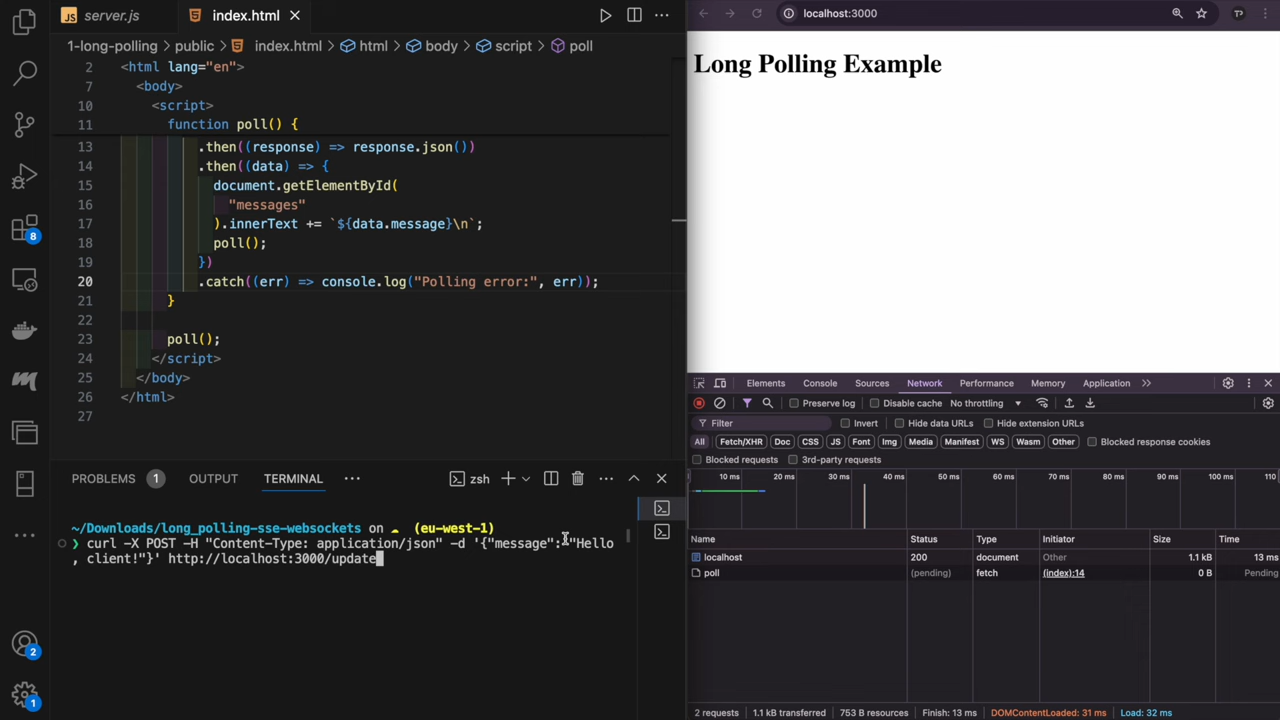 JS server.js
index.html
1-long-polling > public > index.html > html > body > script > poll
2 <html lang="en">
7 <body>
10 <script>
11 function poll() {
13 .then((response) => response.json())
14 .then((data) => {
15 document.getElementById(
16 "messages"
17 ).innerText += `${data.message}\n`;
18 poll();
19 })
20 .catch((err) => console.log("Polling error:", err));
21 }
22
23 poll();
24 </script>
25 </body>
26 </html>
27
8
2
1
PROBLEMS 1 OUTPUT TERMINAL
zsh
~/Downloads/long_polling-sse-websockets on (eu-west-1)
❯ curl -X POST -H "Content-Type: application/json" -d '{"message": "Hello
, client!"}' http://localhost:3000/update
localhost:3000
TP
Long Polling Example
Elements Console Sources Network Performance Memory Application
Preserve log Disable cache No throttling
Filter Invert Hide data URLs Hide extension URLs
All Fetch/XHR Doc CSS JS Font Img Media Manifest WS Wasm Other Blocked response cookies
Blocked requests 3rd-party requests
10 ms 20 ms 30 ms 40 ms 50 ms 60 ms 70 ms 80 ms 90 ms 100 ms 110 ms
Name Status Type Initiator Size Time
localhost 200 document Other 1.1 kB 13 ms
poll (pending) fetch (index):14 0 B Pending
2 requests 1.1 kB transferred 753 B resources Finish: 13 ms DOMContentLoaded: 31 ms Load: 32 ms